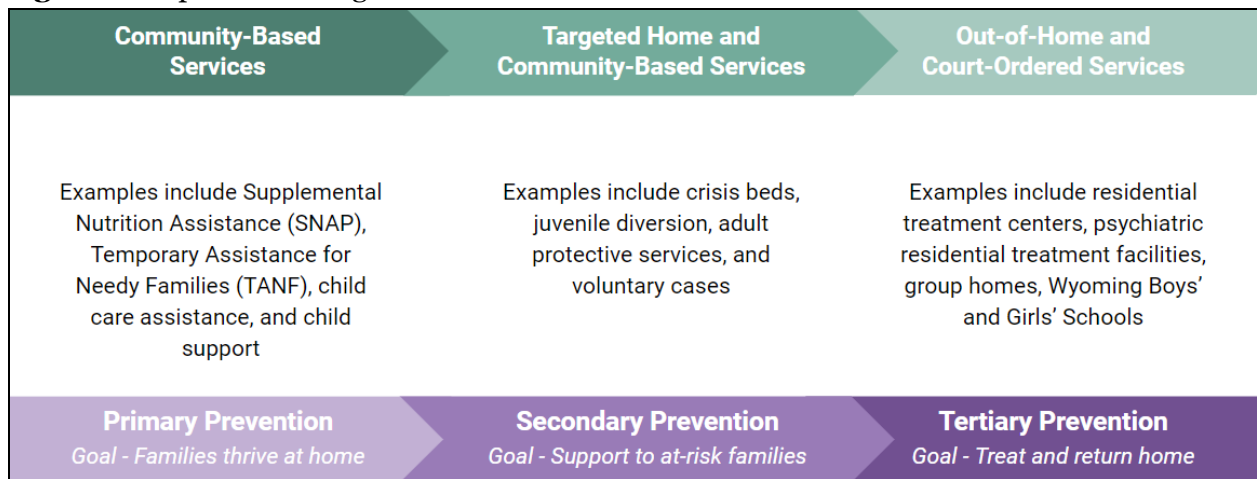 Community-Based
Services
Targeted Home and
Community-Based Services
Out-of-Home and
Court-Ordered Services
Examples include Supplemental
Nutrition Assistance (SNAP),
Temporary Assistance for
Needy Families (TANF), child
care assistance, and child
support
Examples include crisis beds,
juvenile diversion, adult
protective services, and
voluntary cases
Examples include residential
treatment centers, psychiatric
residential treatment facilities,
group homes, Wyoming Boys’
and Girls’ Schools
Primary Prevention
Goal - Families thrive at home
Secondary Prevention
Goal - Support to at-risk families
Tertiary Prevention
Goal - Treat and return home